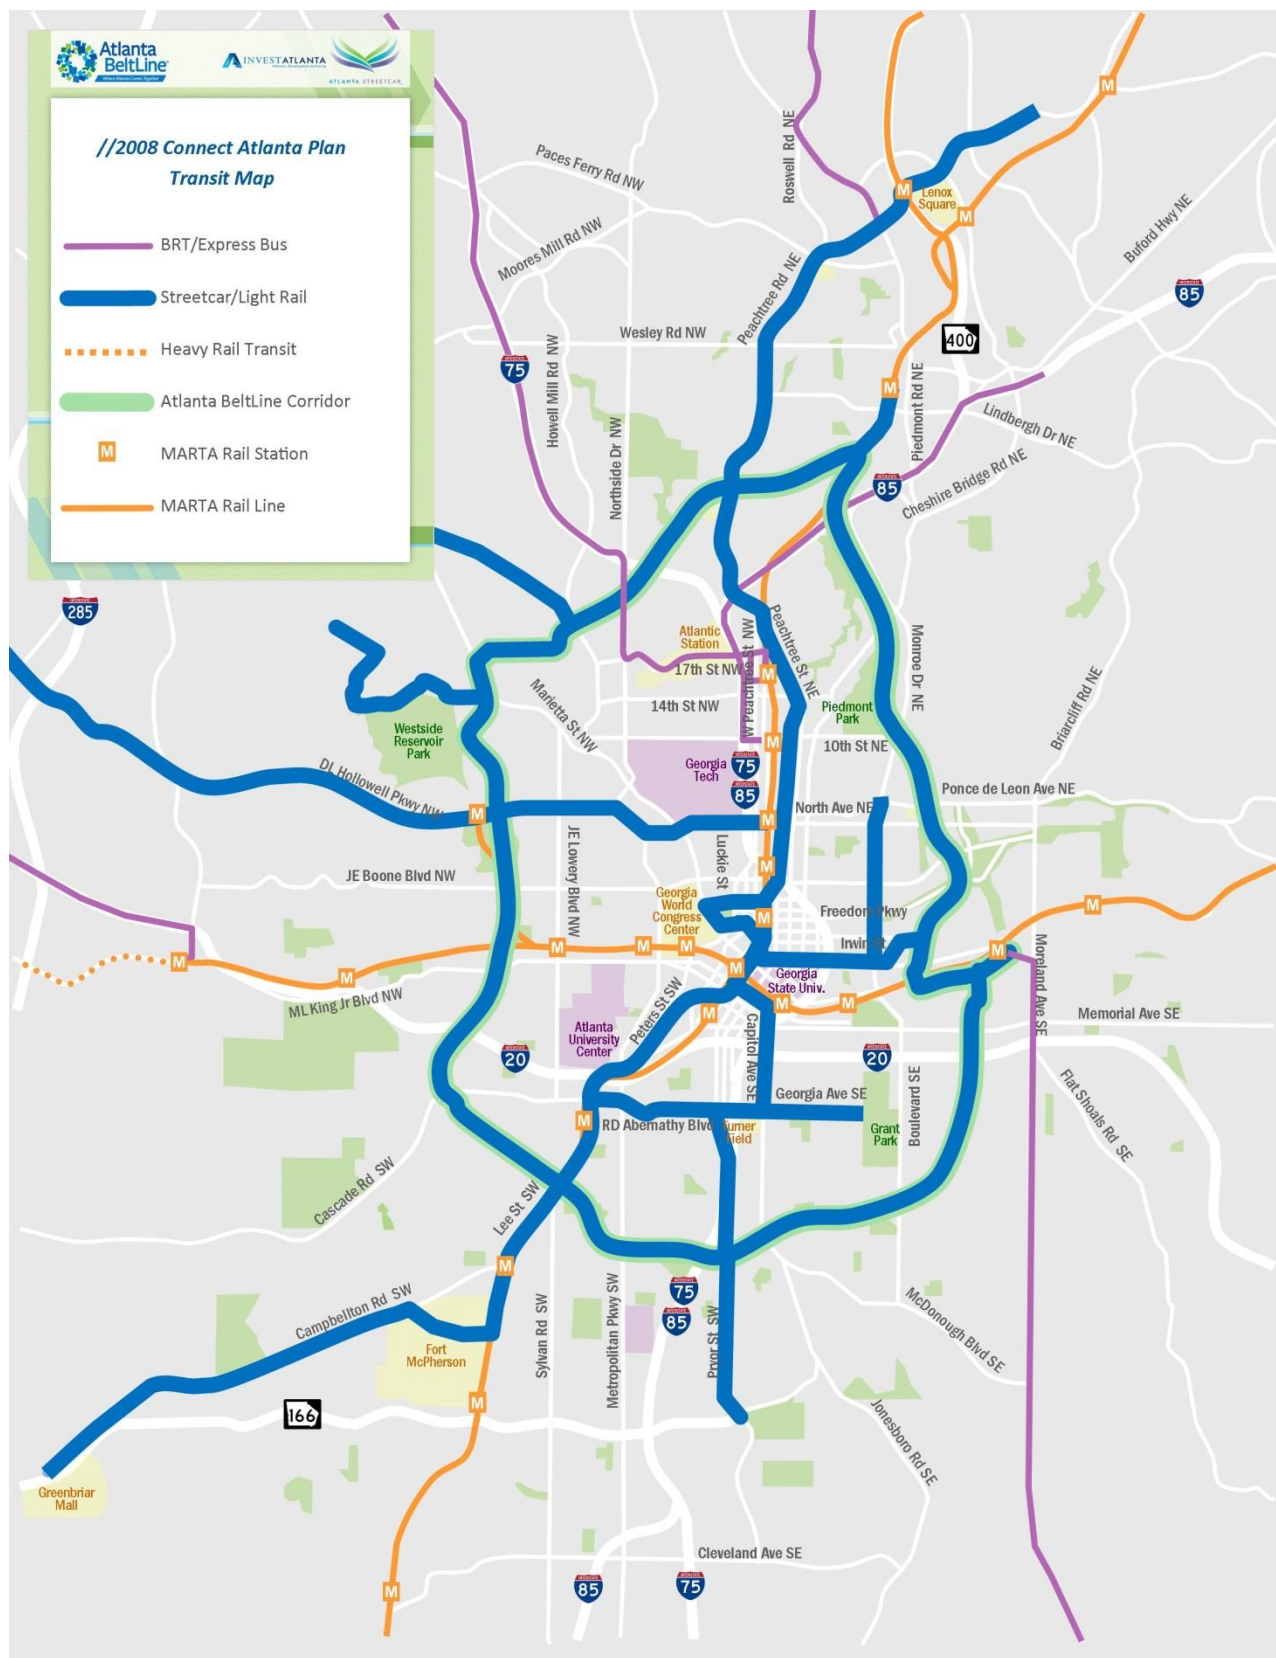 Atlanta
BeltLine
Where Atlanta Comes Together
INVEST ATLANTA
ATLANTA STREETCAR
//2008 Connect Atlanta Plan
Transit Map
BRT/Express Bus
Streetcar/Light Rail
Heavy Rail Transit
Atlanta BeltLine Corridor
M
MARTA Rail Station
MARTA Rail Line
Roswell Rd NE
M
Paces Ferry Rd NW
M
Lenox
Square
M
Moores Mill Rd NW
Buford Hwy NE
Peachtree Rd NE
85
Wesley Rd NW
400
75
Howell Mill Rd NW
Northside Dr NW
M
Piedmont Rd NE
Lindbergh Dr NE
85
Cheshire Bridge Rd NE
285
Atlantic
Station
Peachtree St NE
W Peachtree St NW
Monroe Dr NE
17th St NW
M
Briarcliff Rd NE
Marietta St NW
14th St NW
Piedmont
Park
Westside
Reservoir
Park
M
10th St NE
Georgia
Tech
75
85
DL Hollowell Pkwy NW
M
North Ave NE
Ponce de Leon Ave NE
M
JE Lowery Blvd NW
Luckie St
M
JE Boone Blvd NW
Georgia
World
Congress
Center
M
Freedom Pkwy
M
Irwin St
M
M
M
M
M
M
M
Moreland Ave SE
Georgia
State Univ.
ML King Jr Blvd NW
Peters St SW
M
M
M
Memorial Ave SE
Atlanta
University
Center
Capitol Ave SE
20
20
Georgia Ave SE
Boulevard SE
Flat Shoals Rd SE
M
RD Abernathy Blvd
Turner
Field
Grant
Park
Cascade Rd SW
Lee St SW
M
75
85
Campbellton Rd SW
Fort
McPherson
Sylvan Rd SW
Metropolitan Pkwy SW
Pryor St SW
McDonough Blvd SE
M
166
Jonesboro Rd SE
Greenbriar
Mall
Cleveland Ave SE
M
85
75